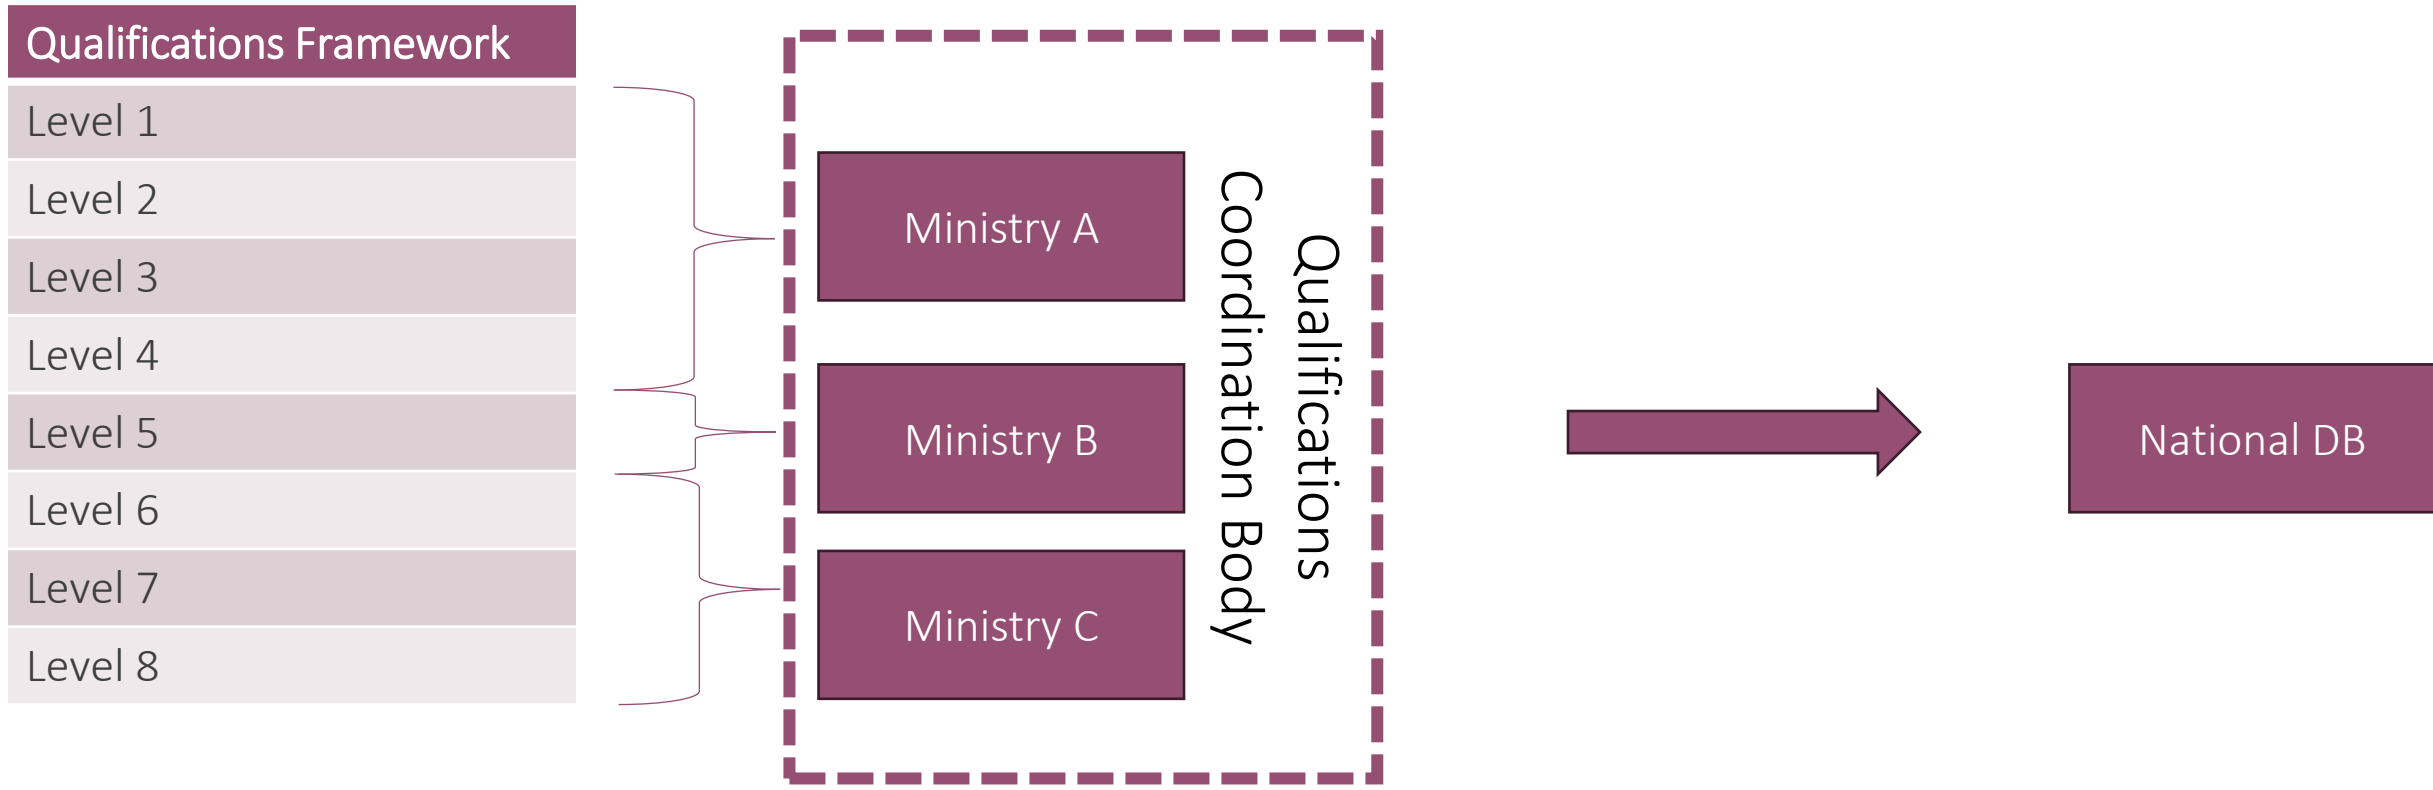 Qualifications Framework
Level 1
Level 2
Level 3
Level 4
Level 5
Level 6
Level 7
Level 8
Ministry A
Ministry B
Ministry C
Qualifications
Coordination Body
National DB